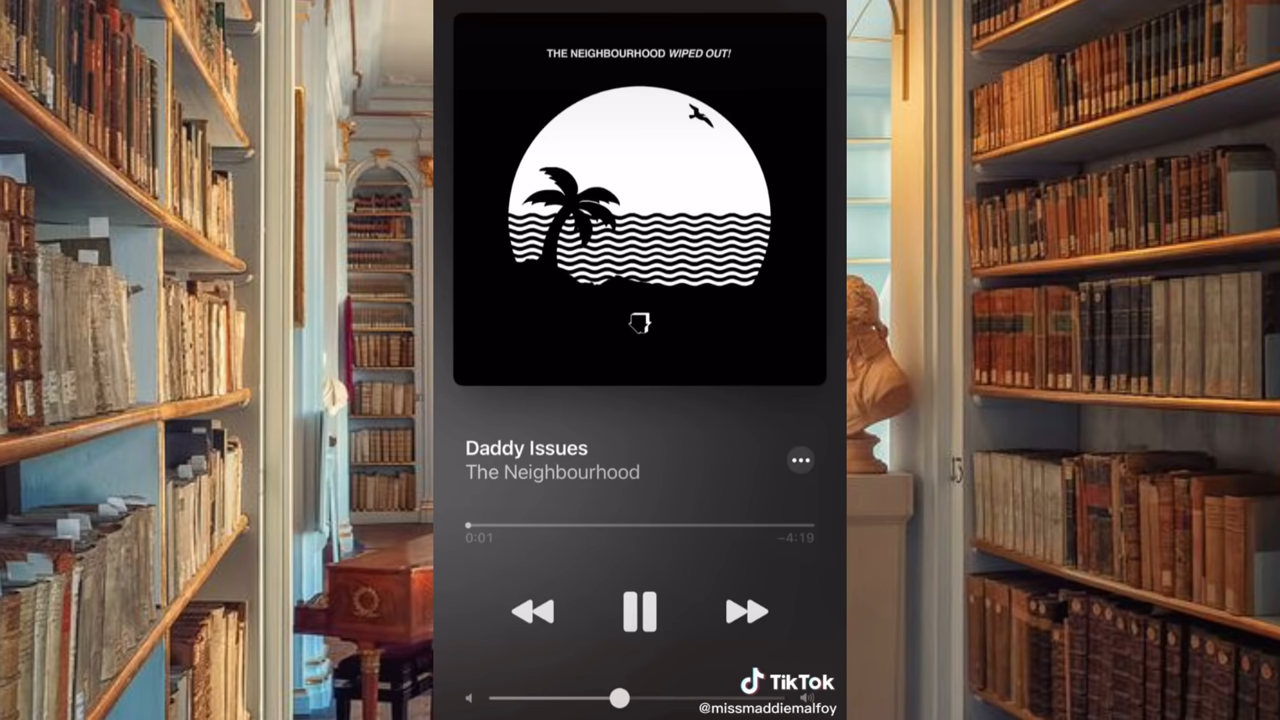 THE NEIGHBOURHOOD WIPED OUT!
Daddy Issues
The Neighbourhood
0:01
−4:19
TikTok
@missmaddiemalfoy